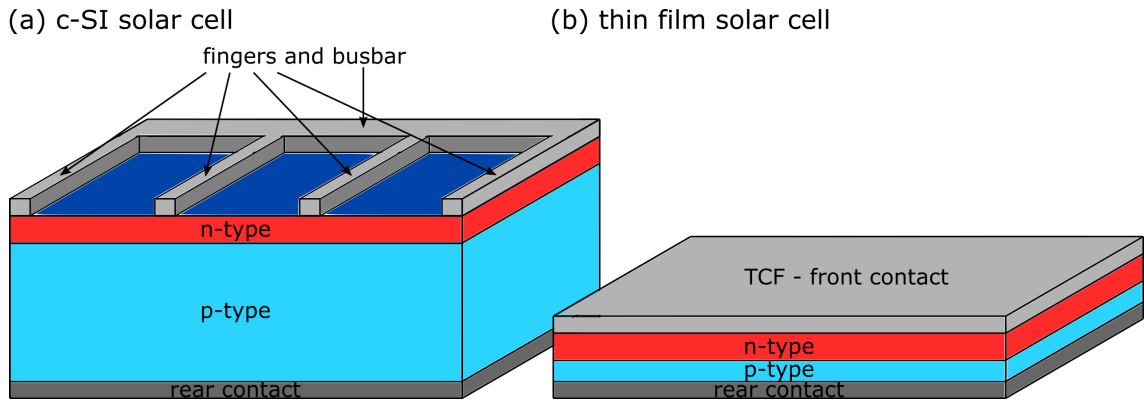 (a) c-SI solar cell
fingers and busbar
n-type
p-type
rear contact
(b) thin film solar cell
TCF - front contact
n-type
p-type
rear contact